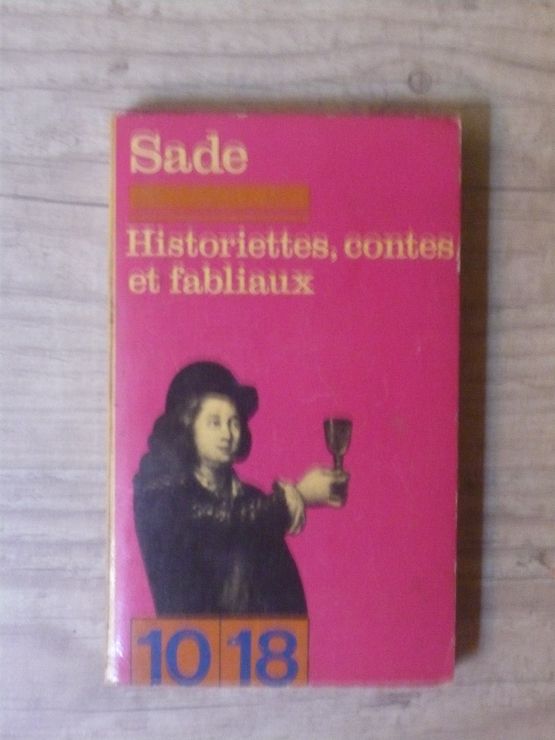 Sade
Historiettes, contes
et fabliaux
10 18